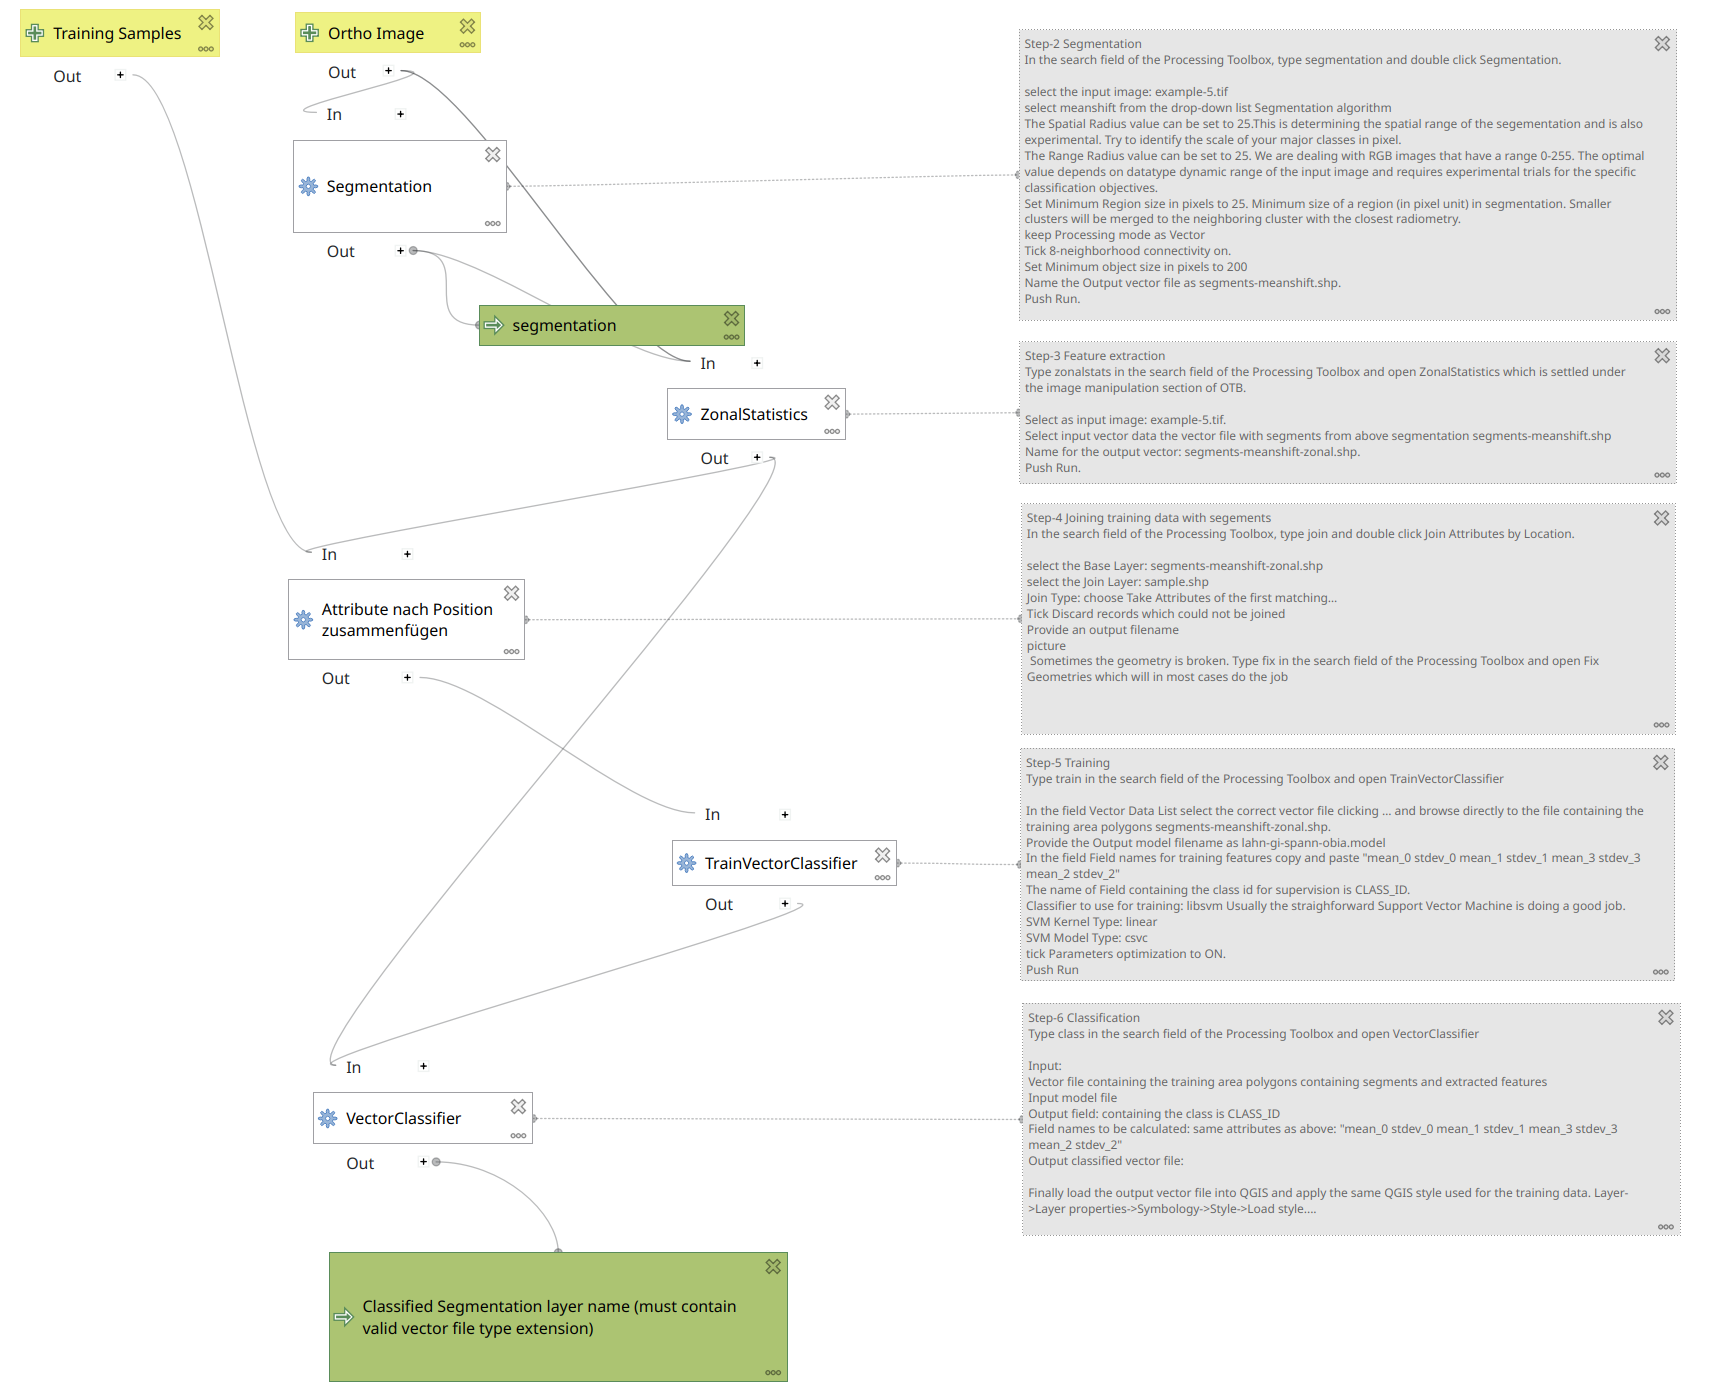 Training Samples
Out
Ortho Image
Out
In
Segmentation
Out
segmentation
In
ZonalStatistics
Out
In
Attribute nach Position
zusammenfügen
Out
In
TrainVectorClassifier
Out
In
VectorClassifier
Out
Classified Segmentation layer name (must contain
valid vector file type extension)
Step-2 Segmentation
In the search field of the Processing Toolbox, type segmentation and double click Segmentation.
select the input image: example-5.tif
select meanshift from the drop-down list Segmentation algorithm
The Spatial Radius value can be set to 25.This is determining the spatial range of the segementation and is also
experimental. Try to identify the scale of your major classes in pixel.
The Range Radius value can be set to 25. We are dealing with RGB images that have a range 0-255. The optimal
value depends on datatype dynamic range of the input image and requires experimental trials for the specific
classification objectives.
Set Minimum Region size in pixels to 25. Minimum size of a region (in pixel unit) in segmentation. Smaller
clusters will be merged to the neighboring cluster with the closest radiometry.
keep Processing mode as Vector
Tick 8-neighborhood connectivity on.
Set Minimum object size in pixels to 200
Name the Output vector file as segments-meanshift.shp.
Push Run.
Step-3 Feature extraction
Type zonalstats in the search field of the Processing Toolbox and open ZonalStatistics which is settled under
the image manipulation section of OTB.
Select as input image: example-5.tif.
Select input vector data the vector file with segments from above segmentation segments-meanshift.shp
Name for the output vector: segments-meanshift-zonal.shp.
Push Run.
Step-4 Joining training data with segements
In the search field of the Processing Toolbox, type join and double click Join Attributes by Location.
select the Base Layer: segments-meanshift-zonal.shp
select the Join Layer: sample.shp
Join Type: choose Take Attributes of the first matching...
Tick Discard records which could not be joined
Provide an output filename
picture
Sometimes the geometry is broken. Type fix in the search field of the Processing Toolbox and open Fix
Geometries which will in most cases do the job
Step-5 Training
Type train in the search field of the Processing Toolbox and open TrainVectorClassifier
In the field Vector Data List select the correct vector file clicking ... and browse directly to the file containing the
training area polygons segments-meanshift-zonal.shp.
Provide the Output model filename as lahn-gi-spann-obia.model
In the field Field names for training features copy and paste "mean_0 stdev_0 mean_1 stdev_1 mean_3 stdev_3
mean_2 stdev_2"
The name of Field containing the class id for supervision is CLASS_ID.
Classifier to use for training: libsvm Usually the straighforward Support Vector Machine is doing a good job.
SVM Kernel Type: linear
SVM Model Type: csvc
tick Parameters optimization to ON.
Push Run
Step-6 Classification
Type class in the search field of the Processing Toolbox and open VectorClassifier
Input:
Vector file containing the training area polygons containing segments and extracted features
Input model file
Output field: containing the class is CLASS_ID
Field names to be calculated: same attributes as above: "mean_0 stdev_0 mean_1 stdev_1 mean_3 stdev_3
mean_2 stdev_2"
Output classified vector file:
Finally load the output vector file into QGIS and apply the same QGIS style used for the training data. Layer-
>Layer properties->Symbology->Style->Load style....